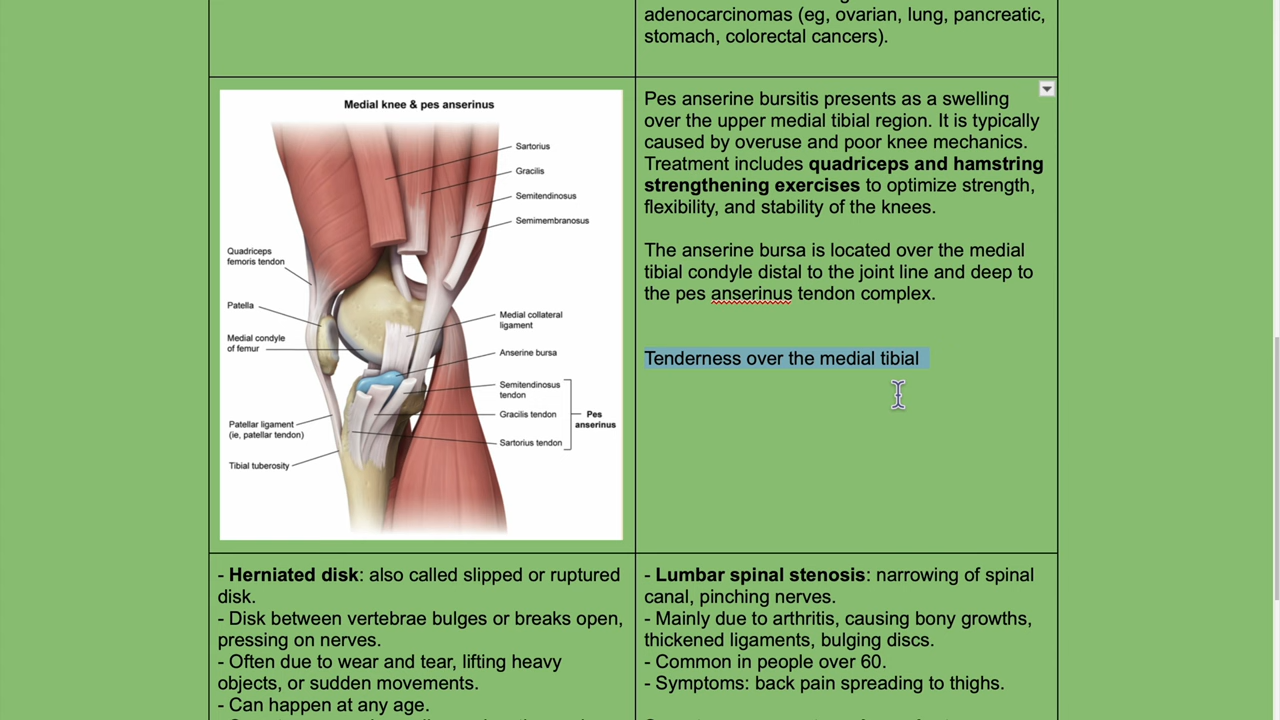 adenocarcinomas (eg, ovarian, lung, pancreatic,
stomach, colorectal cancers).
Medial knee & pes anserinus
Sartorius
Gracilis
Semitendinosus
Semimembranosus
Quadriceps
femoris tendon
Patella
Medial condyle
of femur
Medial collateral
ligament
Anserine bursa
Semitendinosus
tendon
Gracilis tendon
Sartorius tendon
Pes
anserinus
Patellar ligament
(ie, patellar tendon)
Tibial tuberosity
Pes anserine bursitis presents as a swelling
over the upper medial tibial region. It is typically
caused by overuse and poor knee mechanics.
Treatment includes quadriceps and hamstring
strengthening exercises to optimize strength,
flexibility, and stability of the knees.
The anserine bursa is located over the medial
tibial condyle distal to the joint line and deep to
the pes anserinus tendon complex.
Tenderness over the medial tibial
- Herniated disk: also called slipped or ruptured
disk.
- Disk between vertebrae bulges or breaks open,
pressing on nerves.
- Often due to wear and tear, lifting heavy
objects, or sudden movements.
- Can happen at any age.
- Lumbar spinal stenosis: narrowing of spinal
canal, pinching nerves.
- Mainly due to arthritis, causing bony growths,
thickened ligaments, bulging discs.
- Common in people over 60.
- Symptoms: back pain spreading to thighs.